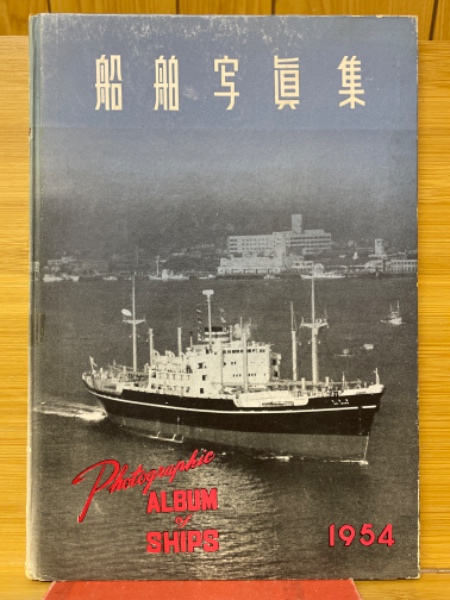 船舶写眞集
Photographic
ALBUM
of
SHIPS
1954